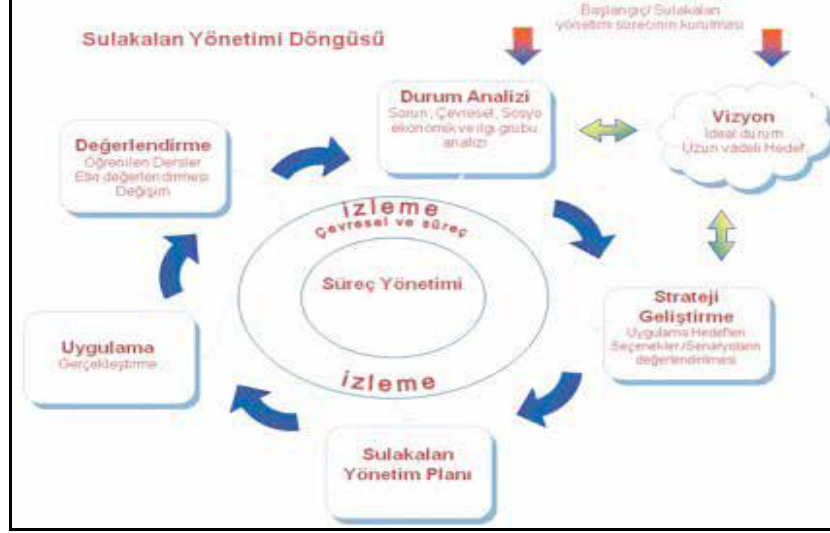 Başlangıç/ Sulakalan
yönetimi sürecinin kurulması
Sulakalan Yönetimi Döngüsü
Durum Analizi
Sorun, Çevresel, Sosyo
ekonomik ve ilgi grubu
analizi
Vizyon
İdeal durum
Uzun vadeli Hedef
Değerlendirme
Öğrenilen Dersler
Etki değerlendirmesi
Değişim
izleme
Çevresel ve süreç
Süreç Yönetimi
Strateji
Geliştirme
Uygulama Hedefleri
Seçenekler/Senaryoların
değerlendirilmesi
Uygulama
Gerçekleştirme
izleme
Sulakalan
Yönetim Planı